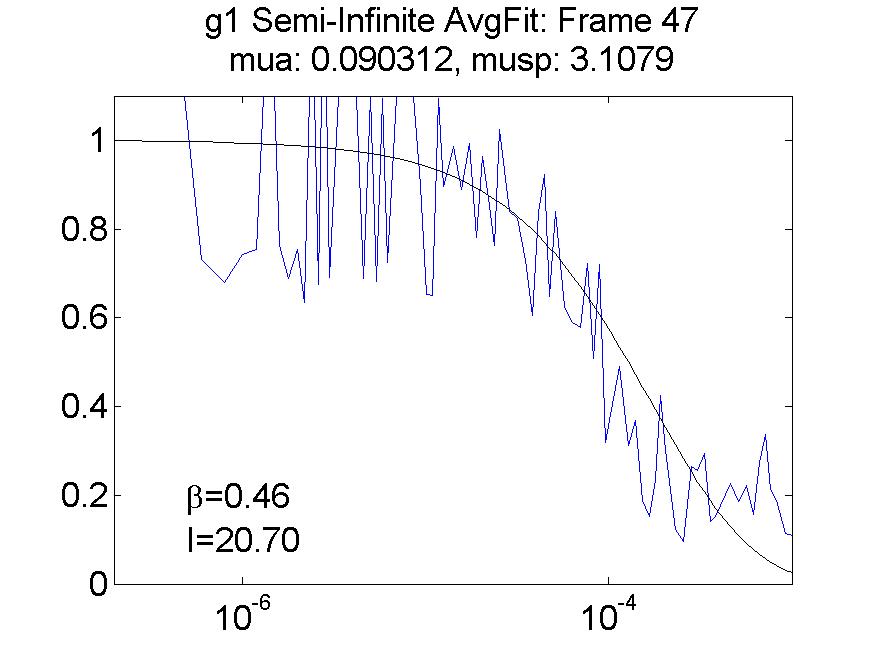 g1 Semi-Infinite AvgFit: Frame 47
mua: 0.090312, musp: 3.1079
1
0.8
0.6
0.4
0.2
0
β=0.46
I=20.70
10^-6
10^-4